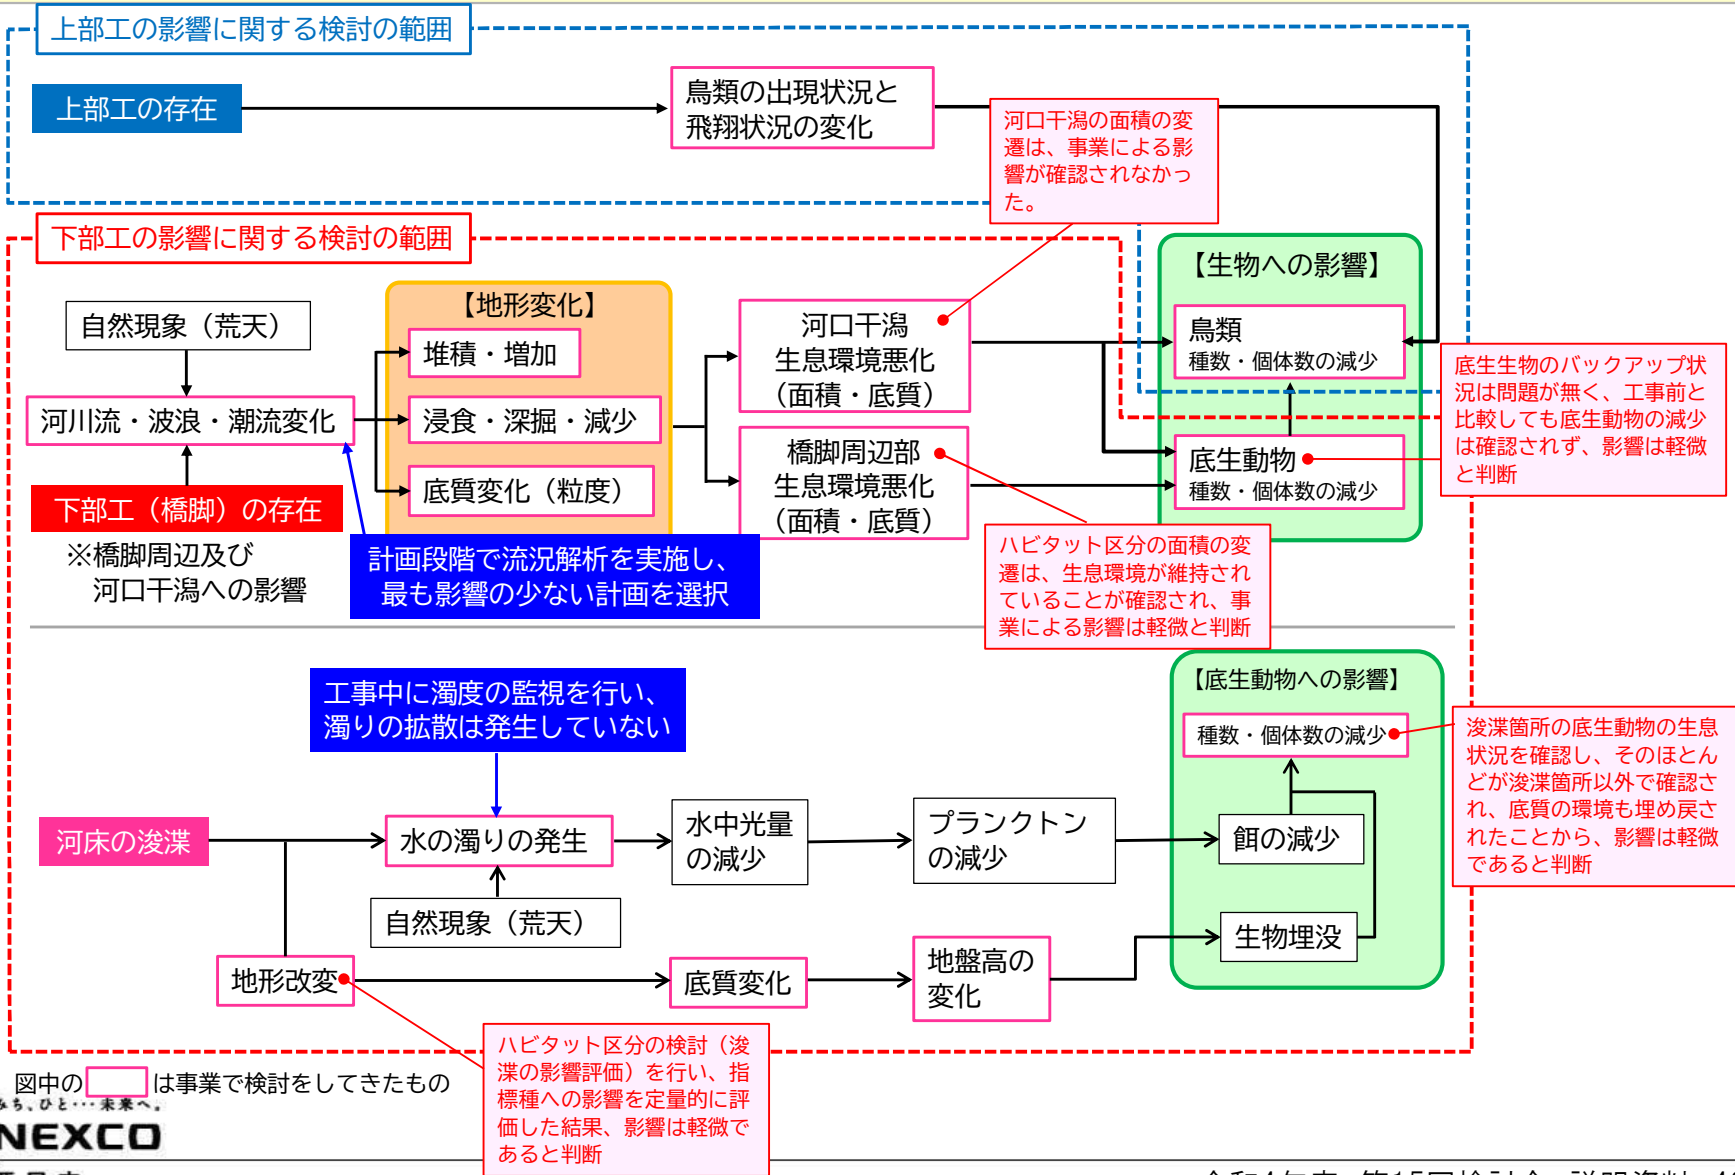 上部工の影響に関する検討の範囲
上部工の存在
鳥類の出現状況と
飛翔状況の変化
河口干潟の面積の変
遷は、事業による影
響が確認されなかっ
た。
下部工の影響に関する検討の範囲
自然現象（荒天）
河川流・波浪・潮流変化
下部工（橋脚）の存在
※橋脚周辺及び
河口干潟への影響
【地形変化】
堆積・増加
浸食・深掘・減少
底質変化（粒度）
計画段階で流況解析を実施し、
最も影響の少ない計画を選択
河口干潟
生息環境悪化
（面積・底質）
橋脚周辺部
生息環境悪化
（面積・底質）
【生物への影響】
鳥類
種数・個体数の減少
底生動物
種数・個体数の減少
底生生物のバックアップ状
況は問題が無く、工事前と
比較しても底生動物の減少
は確認されず、影響は軽微
と判断
ハビタット区分の面積の変
遷は、生息環境が維持され
ていることが確認され、事
業による影響は軽微と判断
工事中に濁度の監視を行い、
濁りの拡散は発生していない
河床の浚渫
水の濁りの発生
自然現象（荒天）
水中光量
の減少
プランクトン
の減少
【底生動物への影響】
種数・個体数の減少
餌の減少
生物埋没
浚渫箇所の底生動物の生息
状況を確認し、そのほとん
どが浚渫箇所以外で確認さ
れ、底質の環境も埋め戻さ
れたことから、影響は軽微
であると判断
地形改変
底質変化
地盤高の
変化
ハビタット区分の検討（浚
渫の影響評価）を行い、指
標種への影響を定量的に評
価した結果、影響は軽微で
あると判断
図中の は事業で検討をしてきたもの
みち、ひと…未来へ。
NEXCO